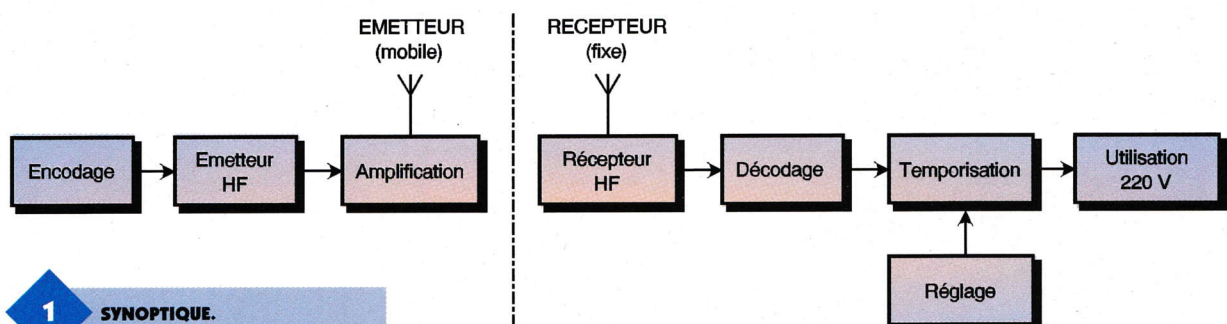 EMETTEUR
(mobile)
RECEPTEUR
(fixe)
Encodage
Emetteur
HF
Amplification
Récepteur
HF
Décodage
Temporisation
Utilisation
220 V
Réglage
1 SYNOPTIQUE.